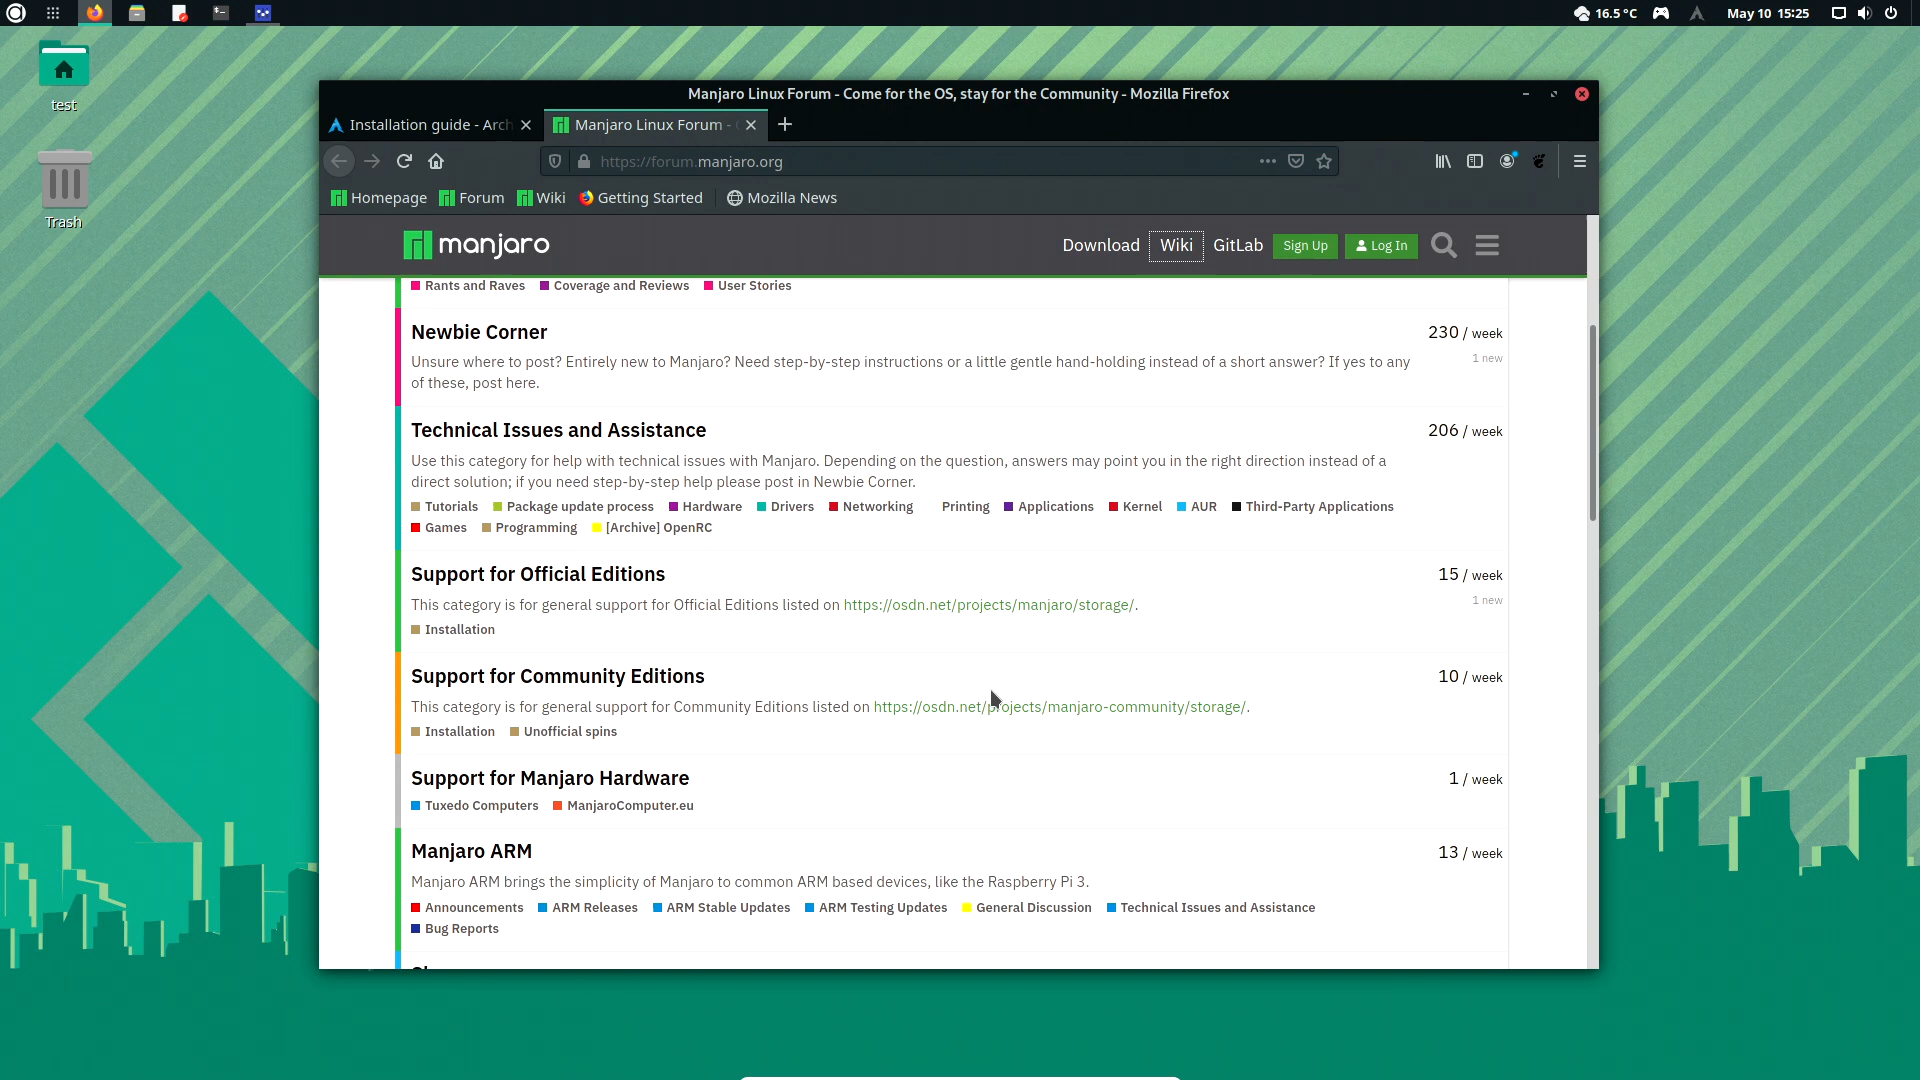 16.5 °C
May 10 15:25
test
Trash
Manjaro Linux Forum - Come for the OS, stay for the Community - Mozilla Firefox
Installation guide - Arch
Manjaro Linux Forum -
https://forum.manjaro.org
Homepage Forum Wiki Getting Started Mozilla News
manjaro Download Wiki GitLab Sign Up Log In
Rants and Raves Coverage and Reviews User Stories
Newbie Corner 230 / week
Unsure where to post? Entirely new to Manjaro? Need step-by-step instructions or a little gentle hand-holding instead of a short answer? If yes to any
1 new
of these, post here.
Technical Issues and Assistance 206 / week
Use this category for help with technical issues with Manjaro. Depending on the question, answers may point you in the right direction instead of a
direct solution; if you need step-by-step help please post in Newbie Corner.
Tutorials Package update process Hardware Drivers Networking Printing Applications Kernel AUR Third-Party Applications
Games Programming [Archive] OpenRC
Support for Official Editions 15 / week
This category is for general support for Official Editions listed on https://osdn.net/projects/manjaro/storage/.
1 new
Installation
Support for Community Editions 10 / week
This category is for general support for Community Editions listed on https://osdn.net/projects/manjaro-community/storage/.
Installation Unofficial spins
Support for Manjaro Hardware 1 / week
Tuxedo Computers ManjaroComputer.eu
Manjaro ARM 13 / week
Manjaro ARM brings the simplicity of Manjaro to common ARM based devices, like the Raspberry Pi 3.
Announcements ARM Releases ARM Stable Updates ARM Testing Updates General Discussion Technical Issues and Assistance
Bug Reports